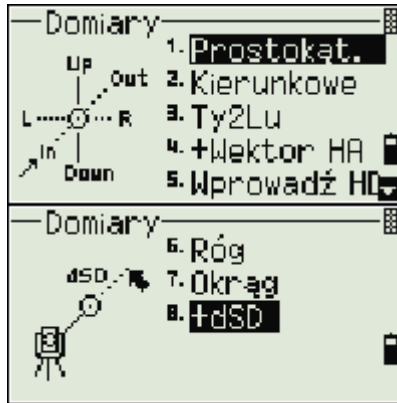 Domiary
1. Prostokąt.
2. Kierunkowe
3. Ty2Lu
4. +Wektor HA
5. Wprowadź HD
Up
Out
L
R
In
Down
Domiary
6. Róg
7. Okrąg
8. +dSD
dSD